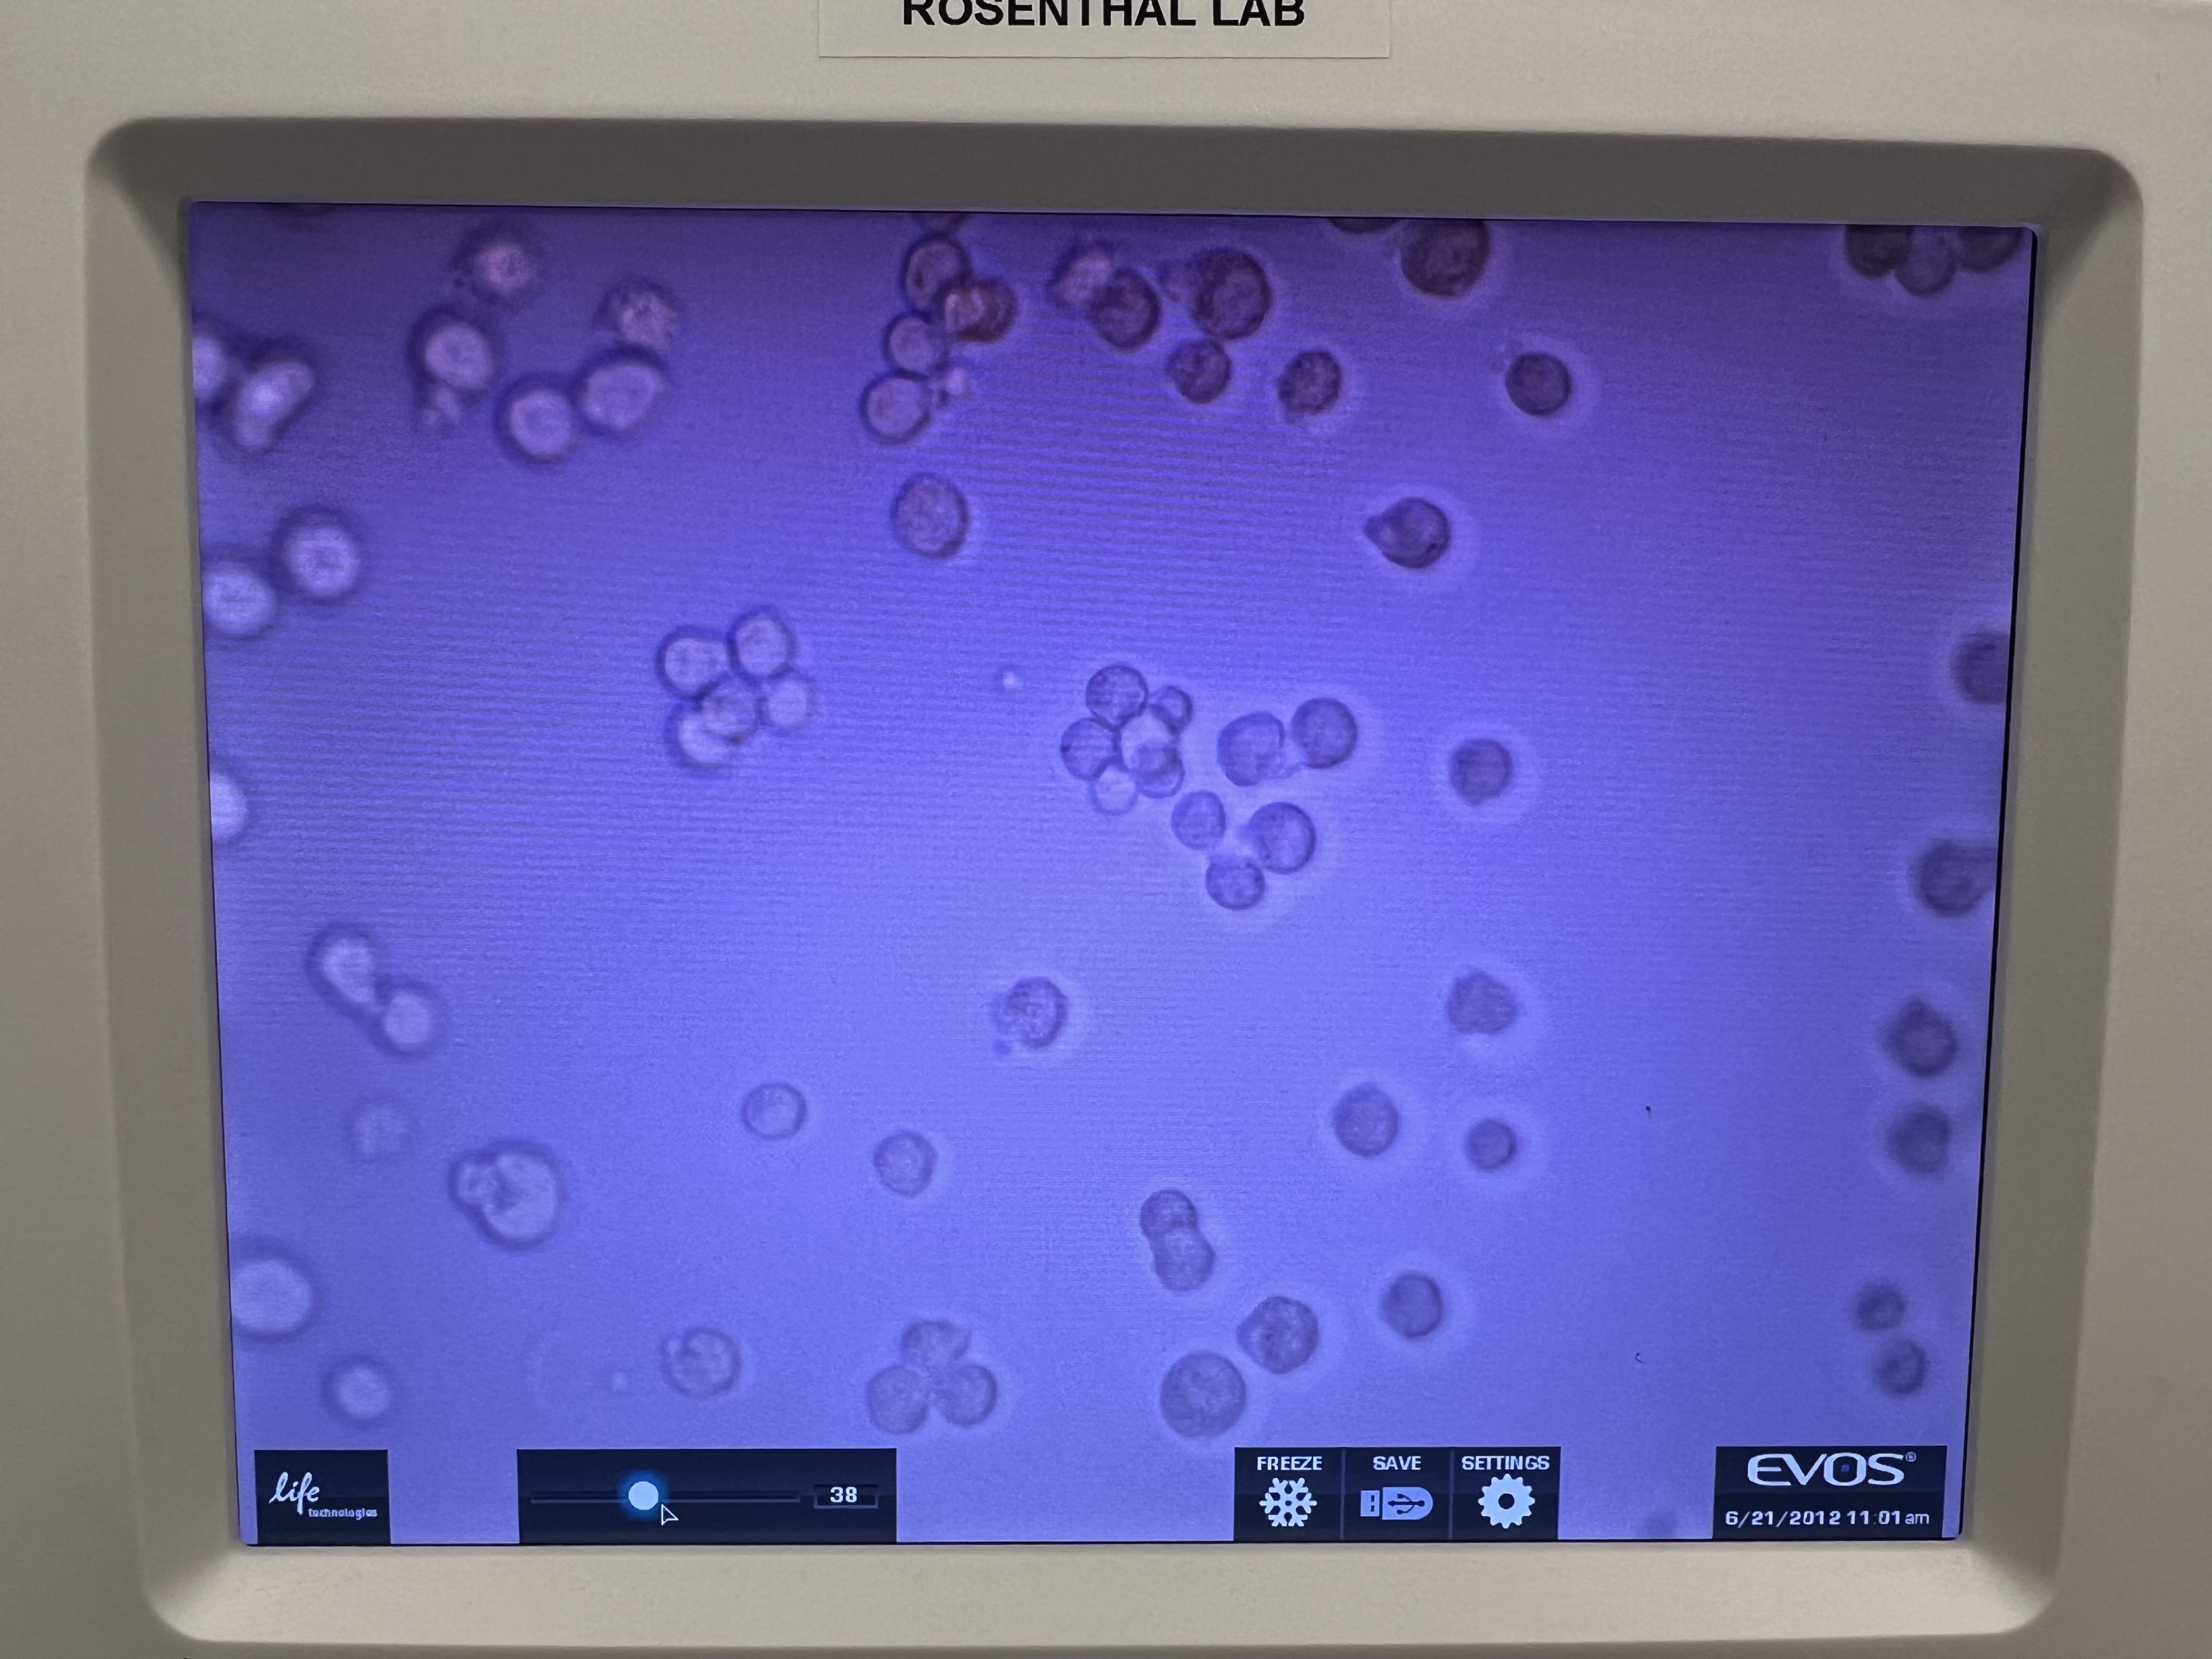 ROSENTHAL LAB
life
technologies
38
FREEZE
SAVE
SETTINGS
EVOS®
6/21/2012 11:01 am